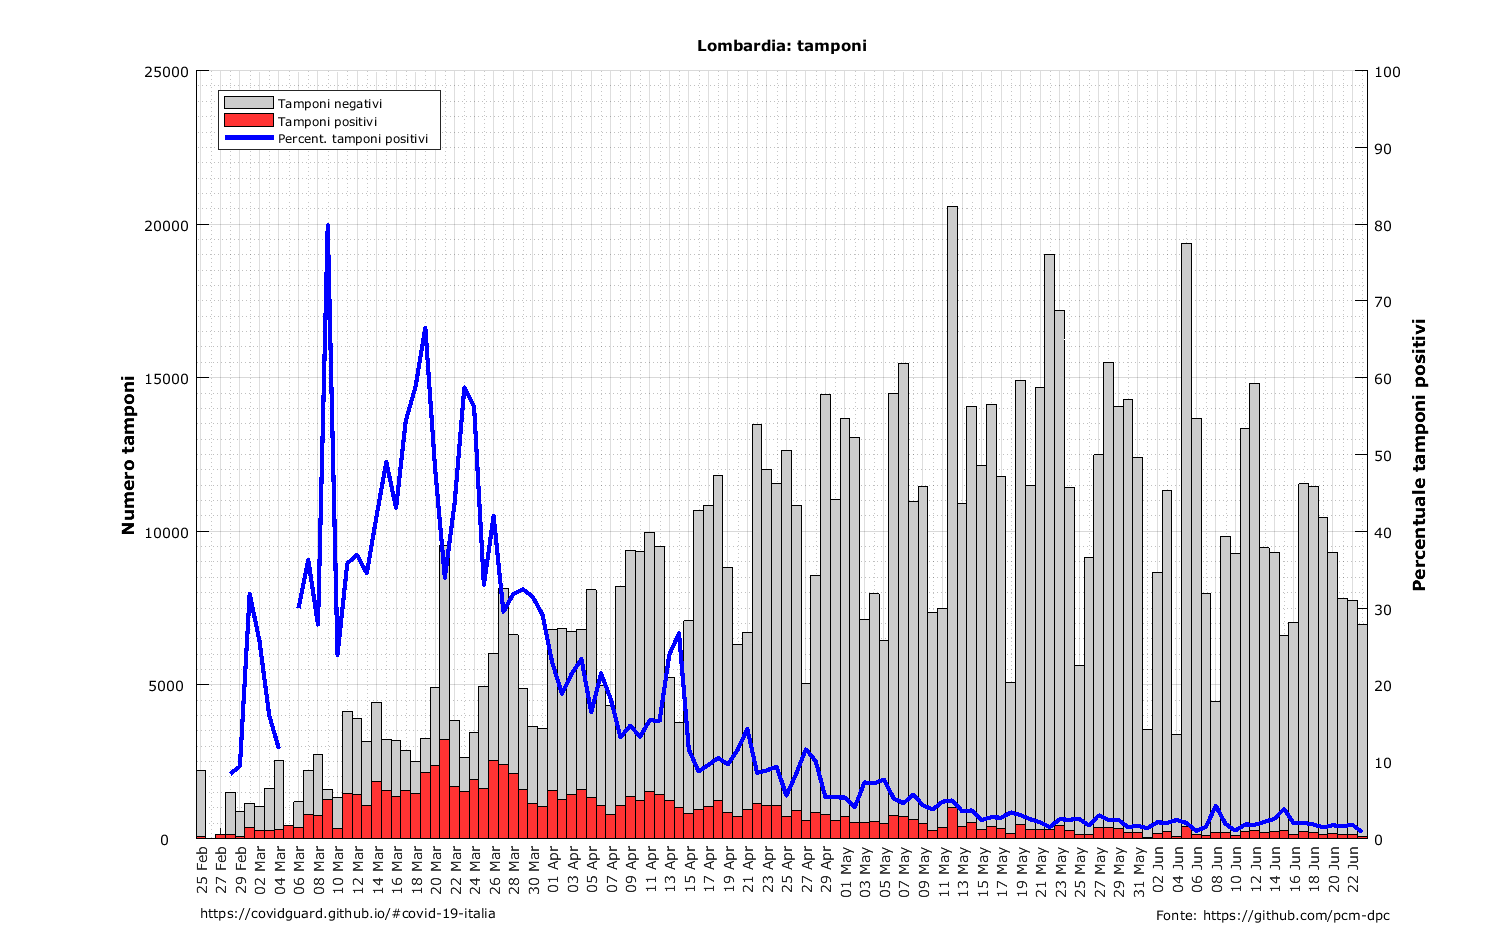 Lombardia: tamponi
Tamponi negativi
Tamponi positivi
Percent. tamponi positivi
Numero tamponi
25000
20000
15000
10000
5000
0
Percentuale tamponi positivi
100
90
80
70
60
50
40
30
20
10
0
25 Feb
27 Feb
29 Feb
02 Mar
04 Mar
06 Mar
08 Mar
10 Mar
12 Mar
14 Mar
16 Mar
18 Mar
20 Mar
22 Mar
24 Mar
26 Mar
28 Mar
30 Mar
01 Apr
03 Apr
05 Apr
07 Apr
09 Apr
11 Apr
13 Apr
15 Apr
17 Apr
19 Apr
21 Apr
23 Apr
25 Apr
27 Apr
29 Apr
01 May
03 May
05 May
07 May
09 May
11 May
13 May
15 May
17 May
19 May
21 May
23 May
25 May
27 May
29 May
31 May
02 Jun
04 Jun
06 Jun
08 Jun
10 Jun
12 Jun
14 Jun
16 Jun
18 Jun
20 Jun
22 Jun
https://covidguard.github.io/#covid-19-italia
Fonte: https://github.com/pcm-dpc